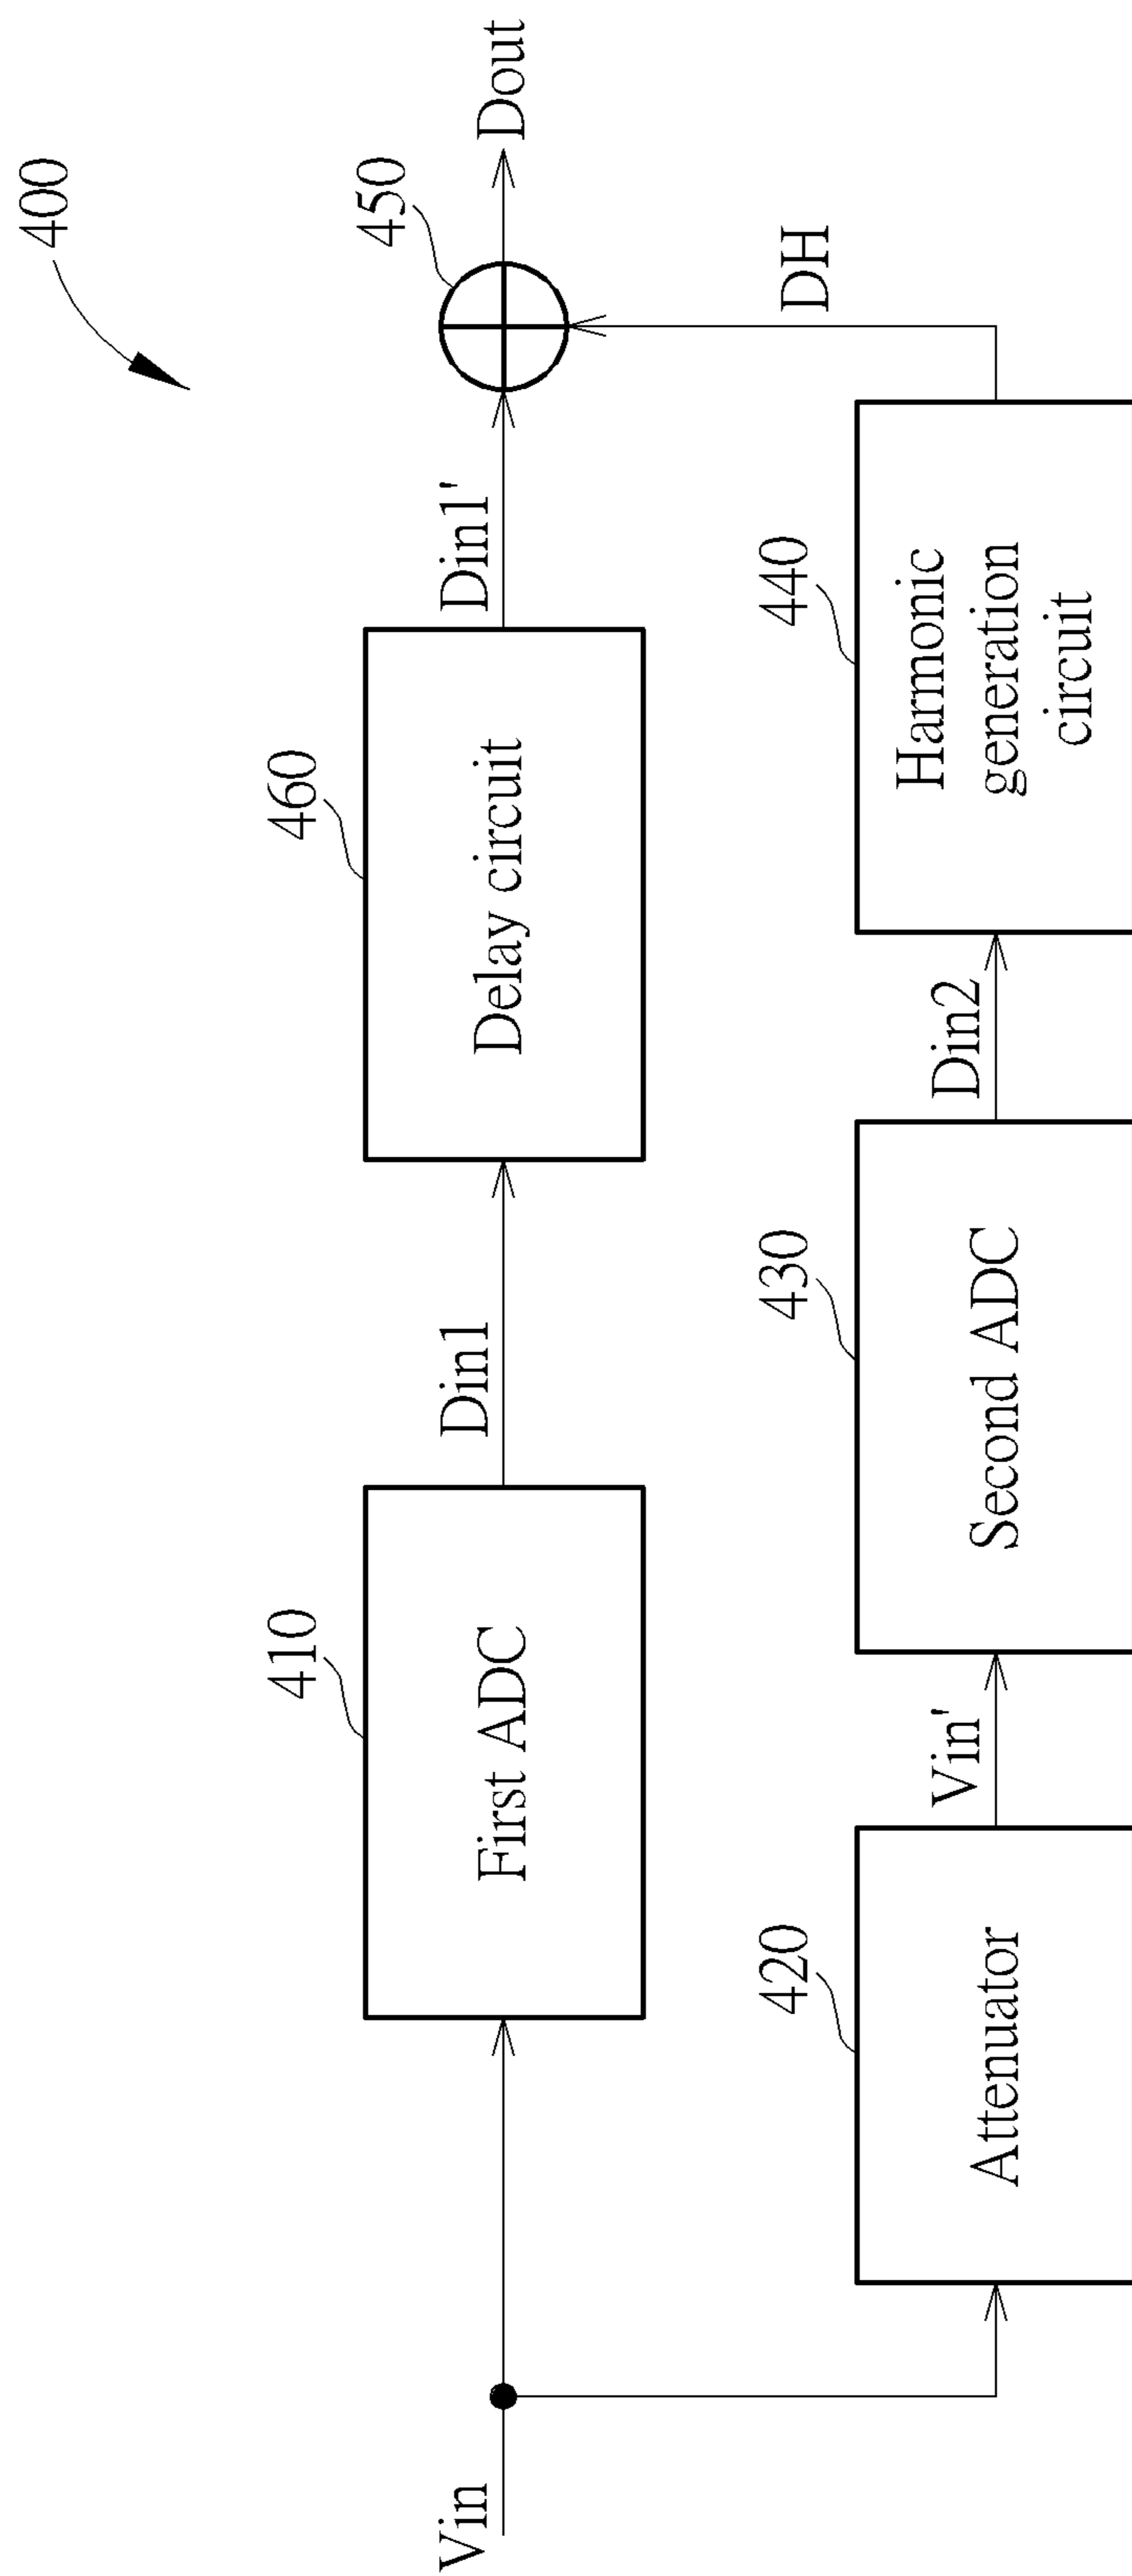 400
Vin
410
First ADC
Din1
460
Delay circuit
Din1'
450
Dout
420
Attenuator
Vin'
430
Second ADC
Din2
440
Harmonic
generation
circuit
DH